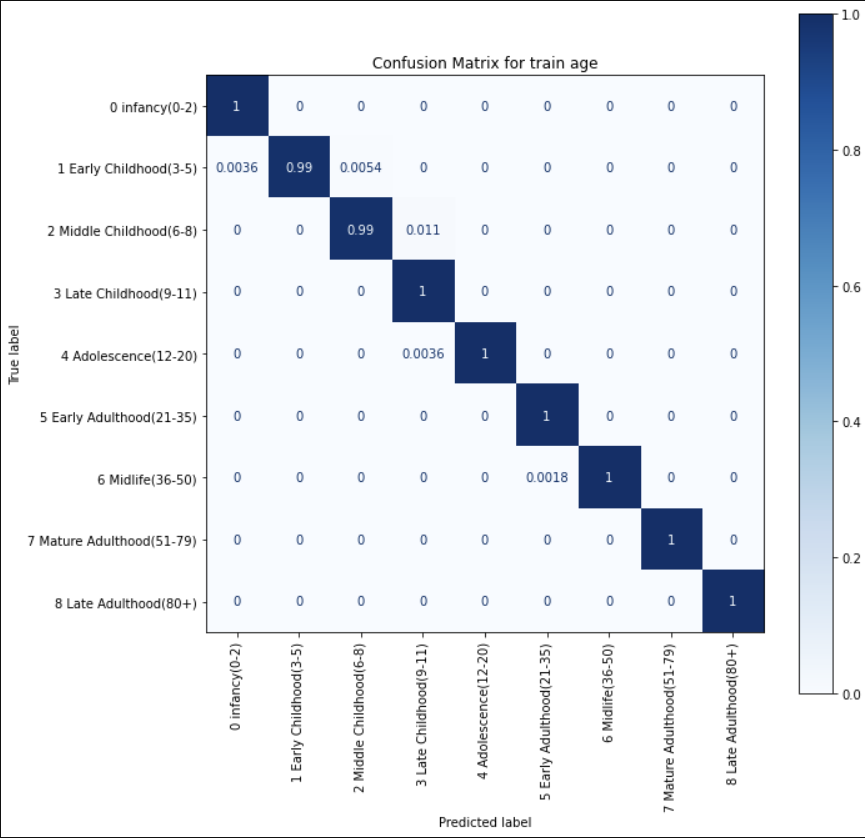 Confusion Matrix for train age
True label
0 infancy(0-2) 1 0 0 0 0 0 0 0 0
1 Early Childhood(3-5) 0.0036 0.99 0.0054 0 0 0 0 0 0
2 Middle Childhood(6-8) 0 0 0.99 0.011 0 0 0 0 0
3 Late Childhood(9-11) 0 0 0 1 0 0 0 0 0
4 Adolescence(12-20) 0 0 0 0.0036 1 0 0 0 0
5 Early Adulthood(21-35) 0 0 0 0 0 1 0 0 0
6 Midlife(36-50) 0 0 0 0 0 0.0018 1 0 0
7 Mature Adulthood(51-79) 0 0 0 0 0 0 0 1 0
8 Late Adulthood(80+) 0 0 0 0 0 0 0 0 1
0 infancy(0-2)
1 Early Childhood(3-5)
2 Middle Childhood(6-8)
3 Late Childhood(9-11)
4 Adolescence(12-20)
5 Early Adulthood(21-35)
6 Midlife(36-50)
7 Mature Adulthood(51-79)
8 Late Adulthood(80+)
Predicted label
1.0
0.8
0.6
0.4
0.2
0.0